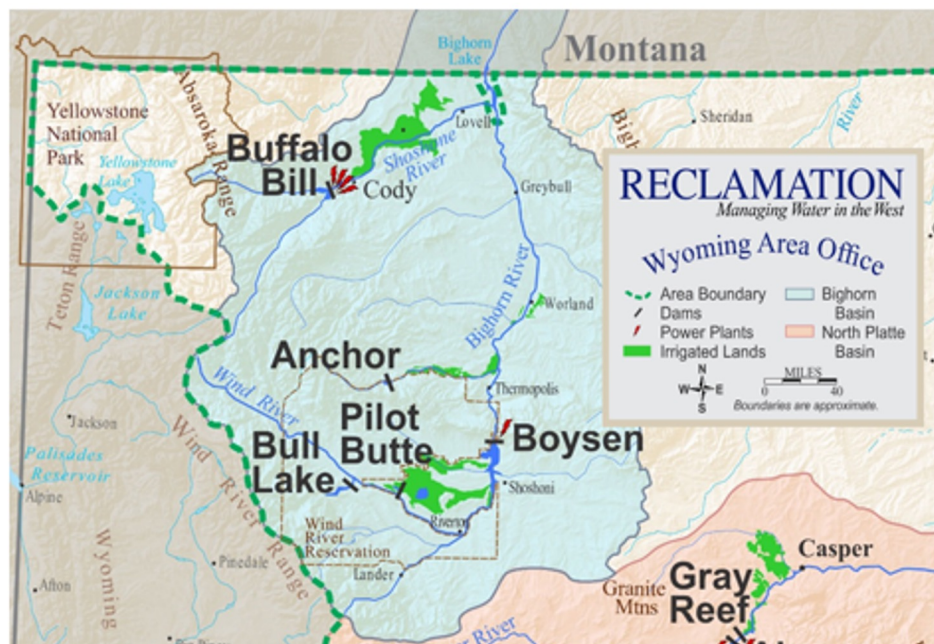 Montana
Bighorn
Lake
Yellowstone
National
Park
Absaroka Range
Yellowstone
Lake
Buffalo
Bill
Cody
Shoshone
River
Lovell
Sheridan
River
Greybull
RECLAMATION
Managing Water in the West
Wyoming Area Office
Area Boundary
Dams
Power Plants
Irrigated Lands
Bighorn
Basin
North Platte
Basin
N
W
E
S
MILES
0
40
Boundaries are approximate.
Teton Range
Jackson
Lake
Bighorn River
Worland
Anchor
Thermopolis
Wind River
Pilot
Butte
Boysen
Bull
Lake
Jackson
Wind River Range
Palisades
Reservoir
Alpine
Shoshoni
Riverton
Wind
River
Reservation
Lander
Wyoming
Pinedale
Afton
Casper
Granite
Mtns
Gray
Reef
River